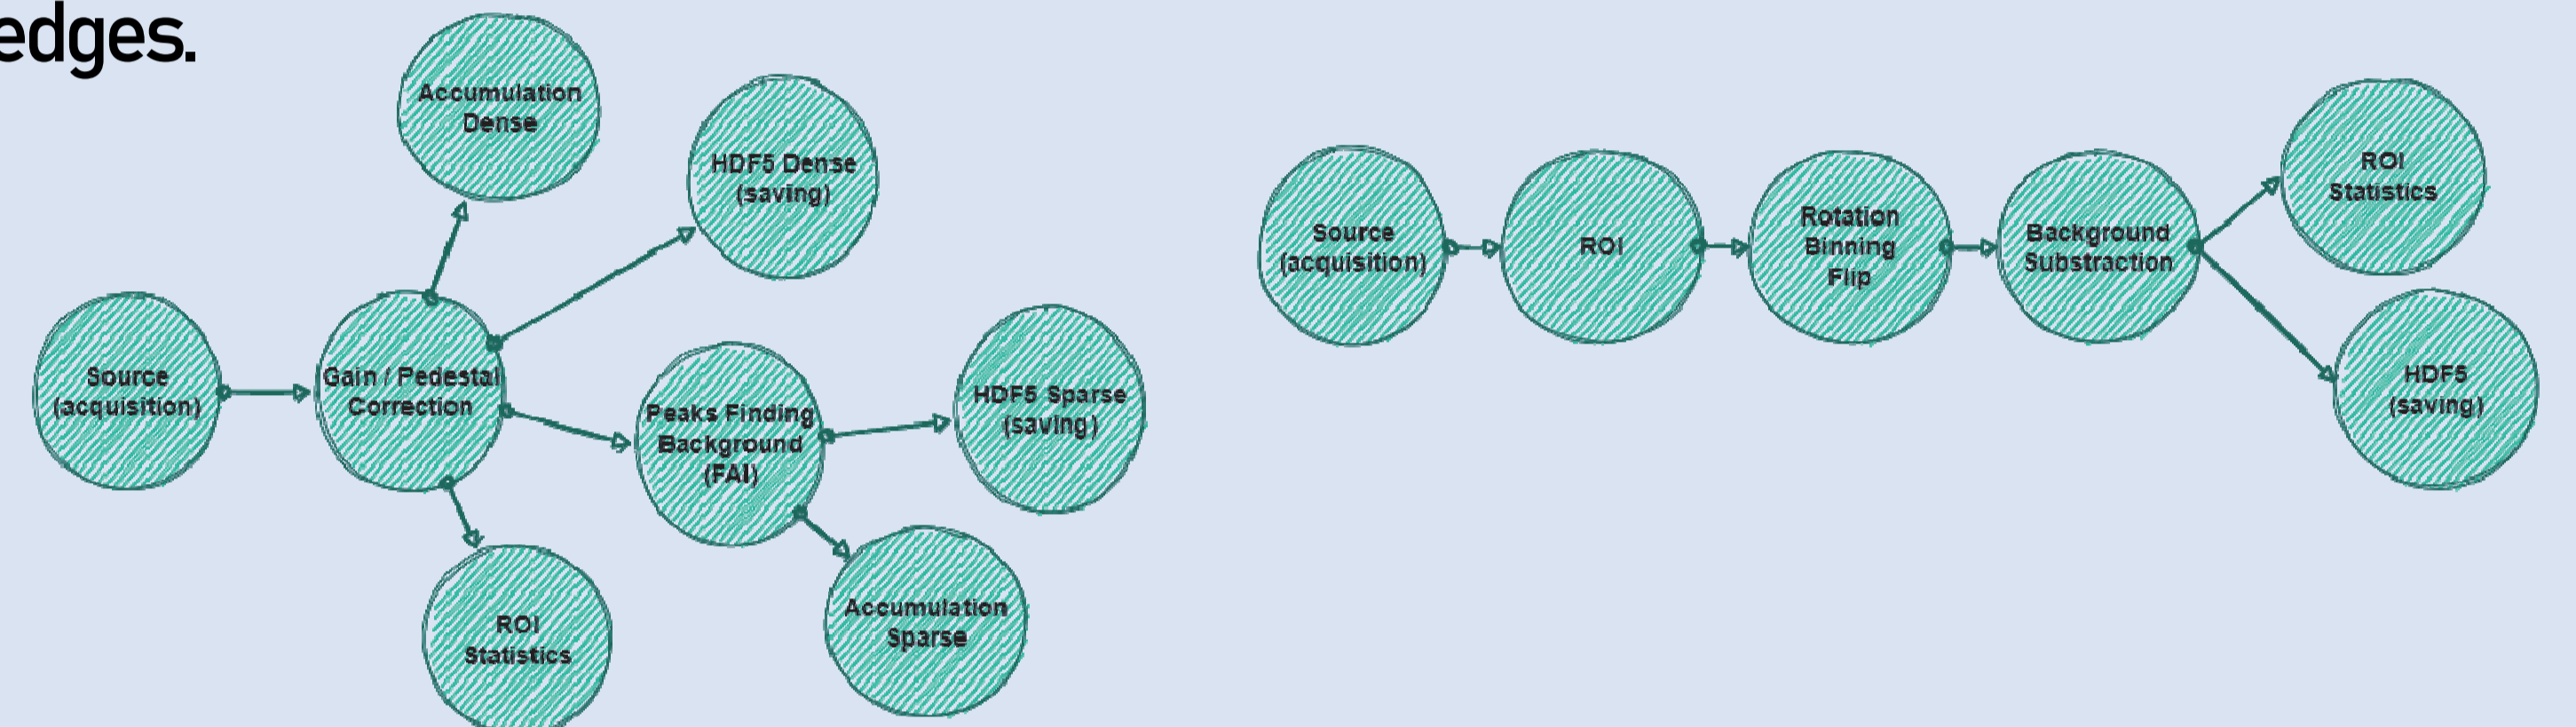 edges.
Accumulation
Dense
HDF5 Dense
(saving)
Source
(acquisition)
Gain / Pedestal
Correction
Peaks Finding
Background
(FAI)
HDF5 Sparse
(saving)
ROI
Statistics
Accumulation
Sparse
Source
(acquisition)
ROI
Rotation
Binning
Flip
Background
Substraction
ROI
Statistics
HDF5
(saving)